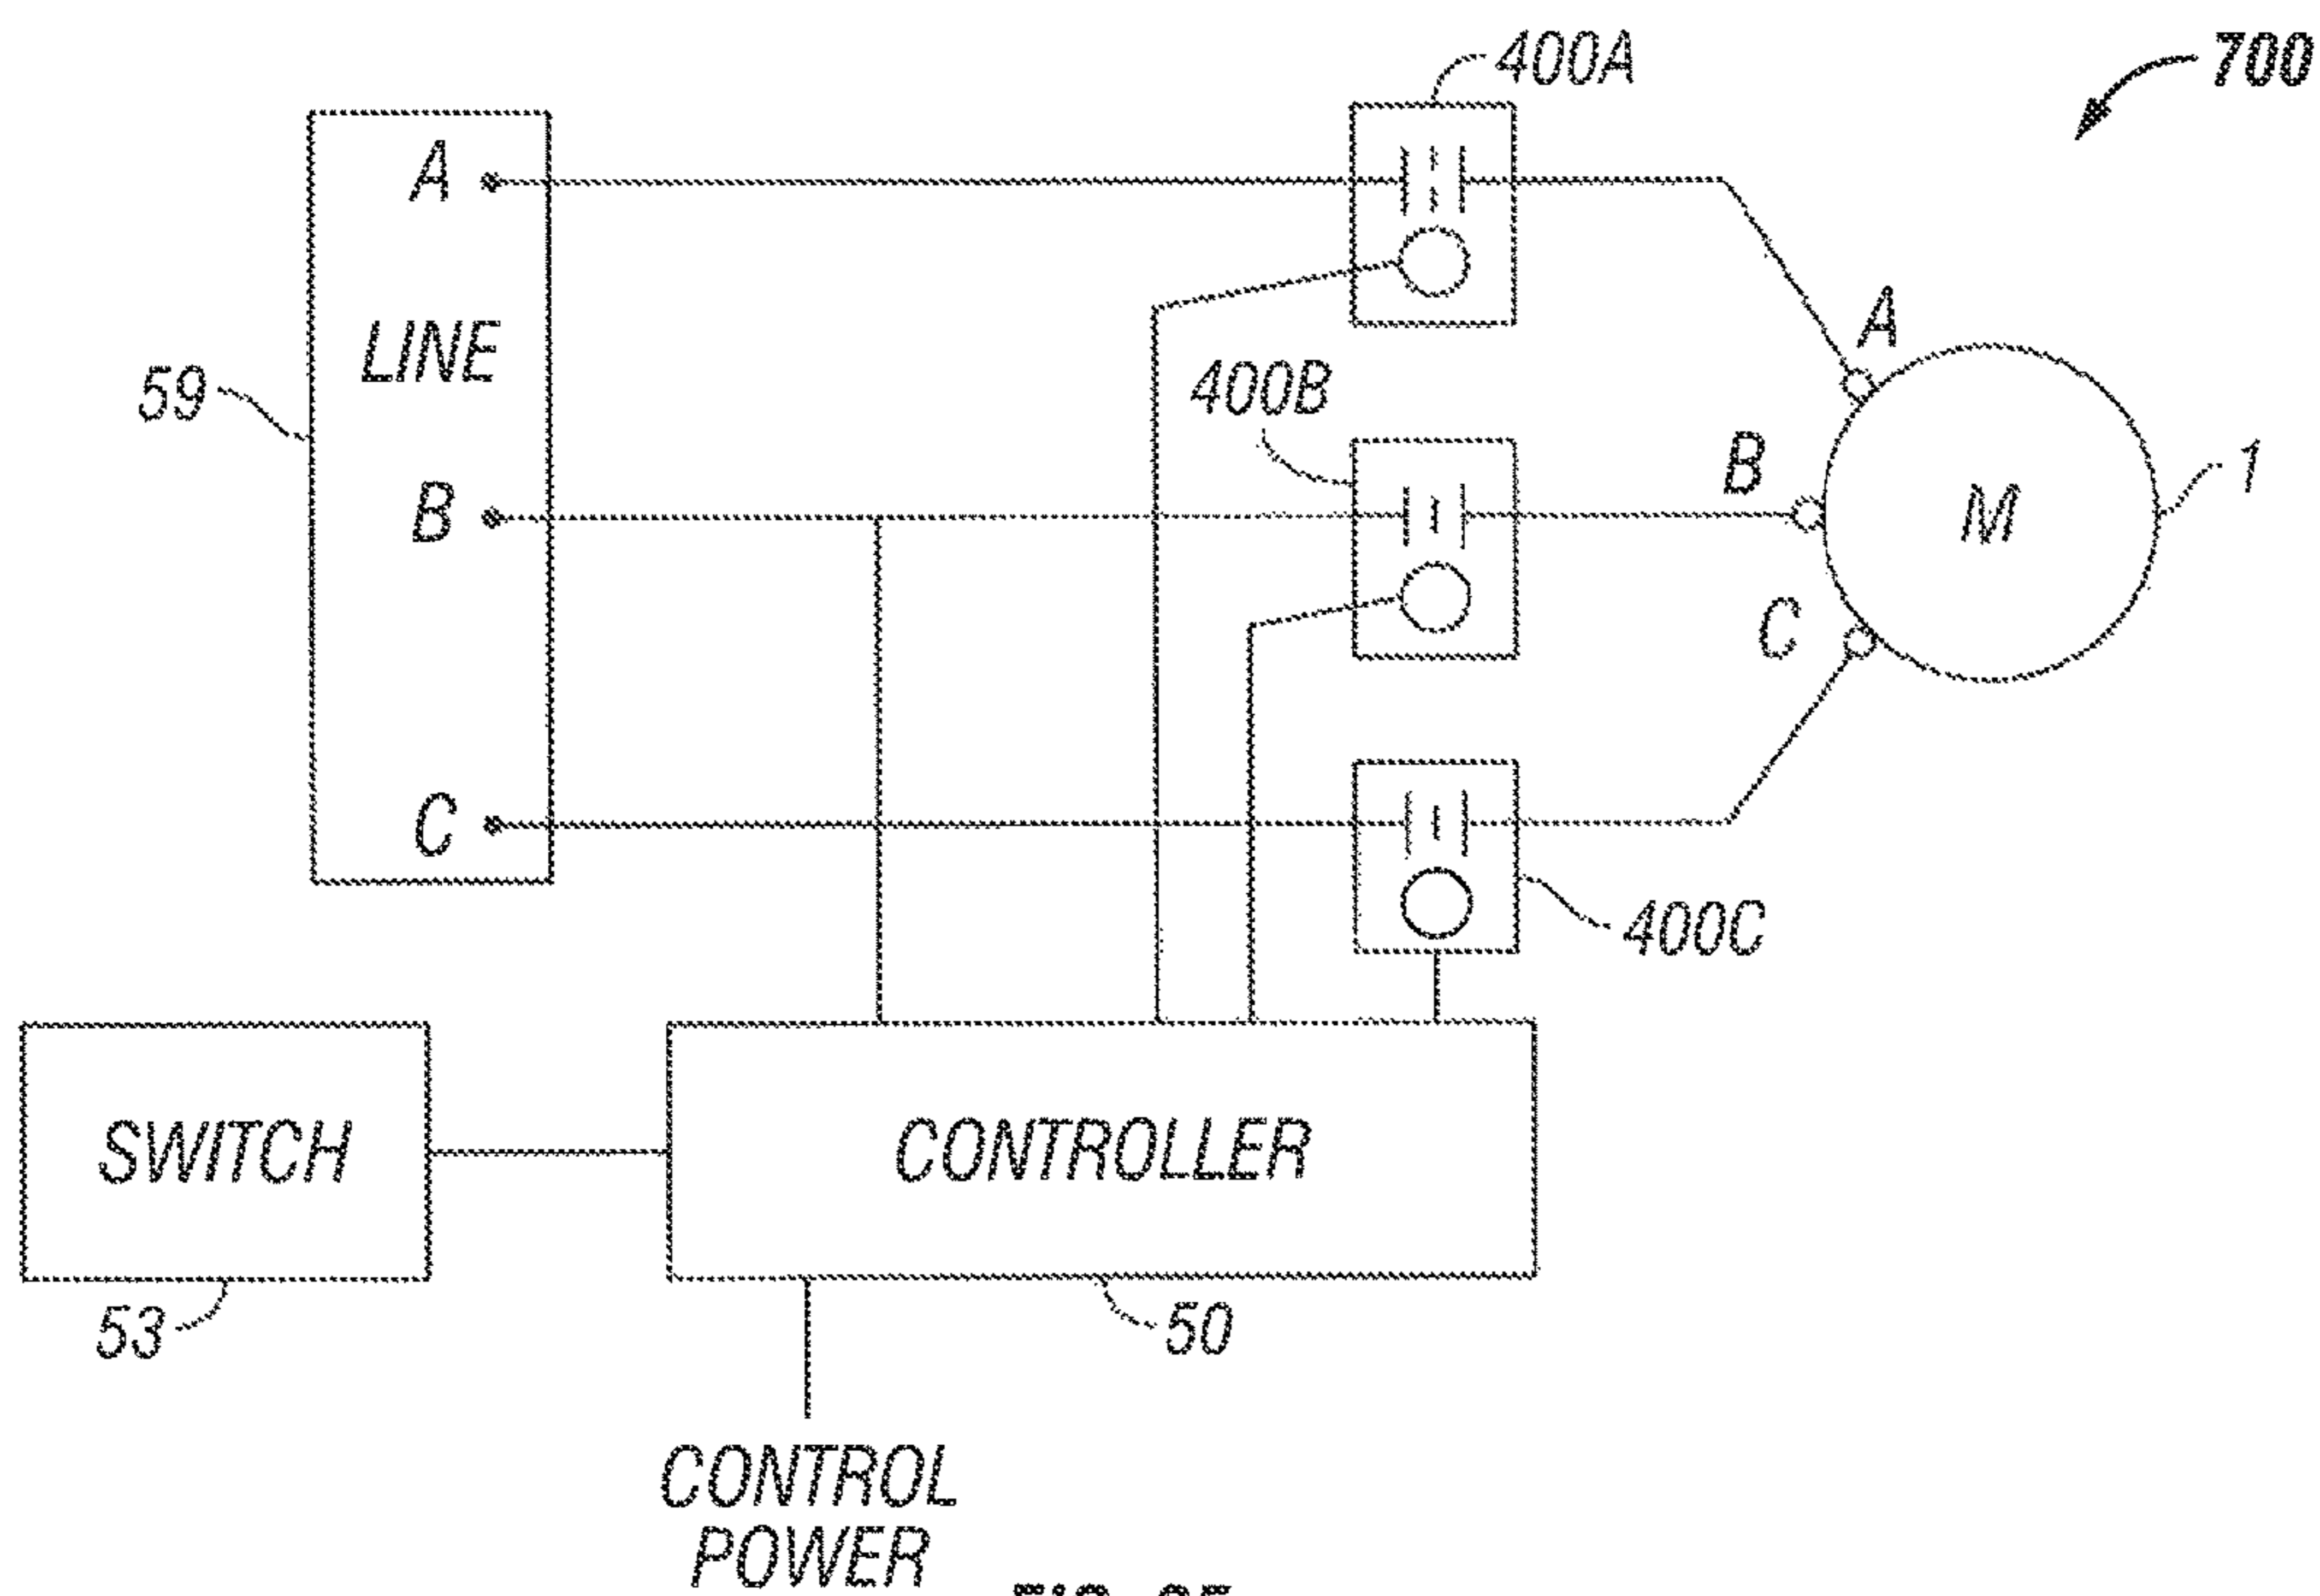 700
400A
A
LINE
59
400B
A
B
B
M
1
C
C
400C
SWITCH
CONTROLLER
53
50
CONTROL
POWER